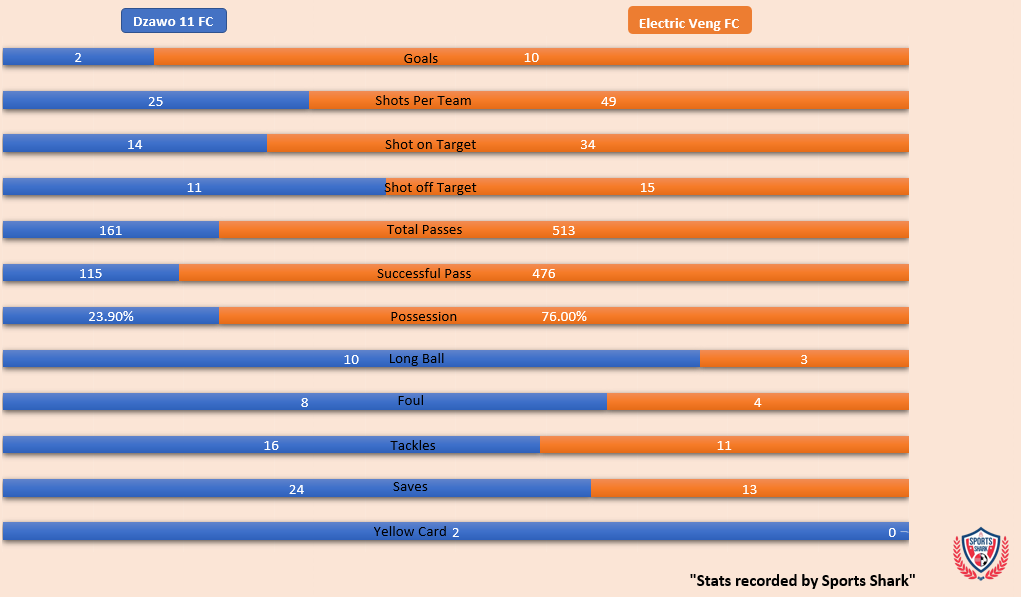 Dzawo 11 FC
Electric Veng FC
2 Goals 10
25 Shots Per Team 49
14 Shot on Target 34
11 Shot off Target 15
161 Total Passes 513
115 Successful Pass 476
23.90% Possession 76.00%
10 Long Ball 3
8 Foul 4
16 Tackles 11
24 Saves 13
Yellow Card 2 0
SPORTS
SHARK
"Stats recorded by Sports Shark"